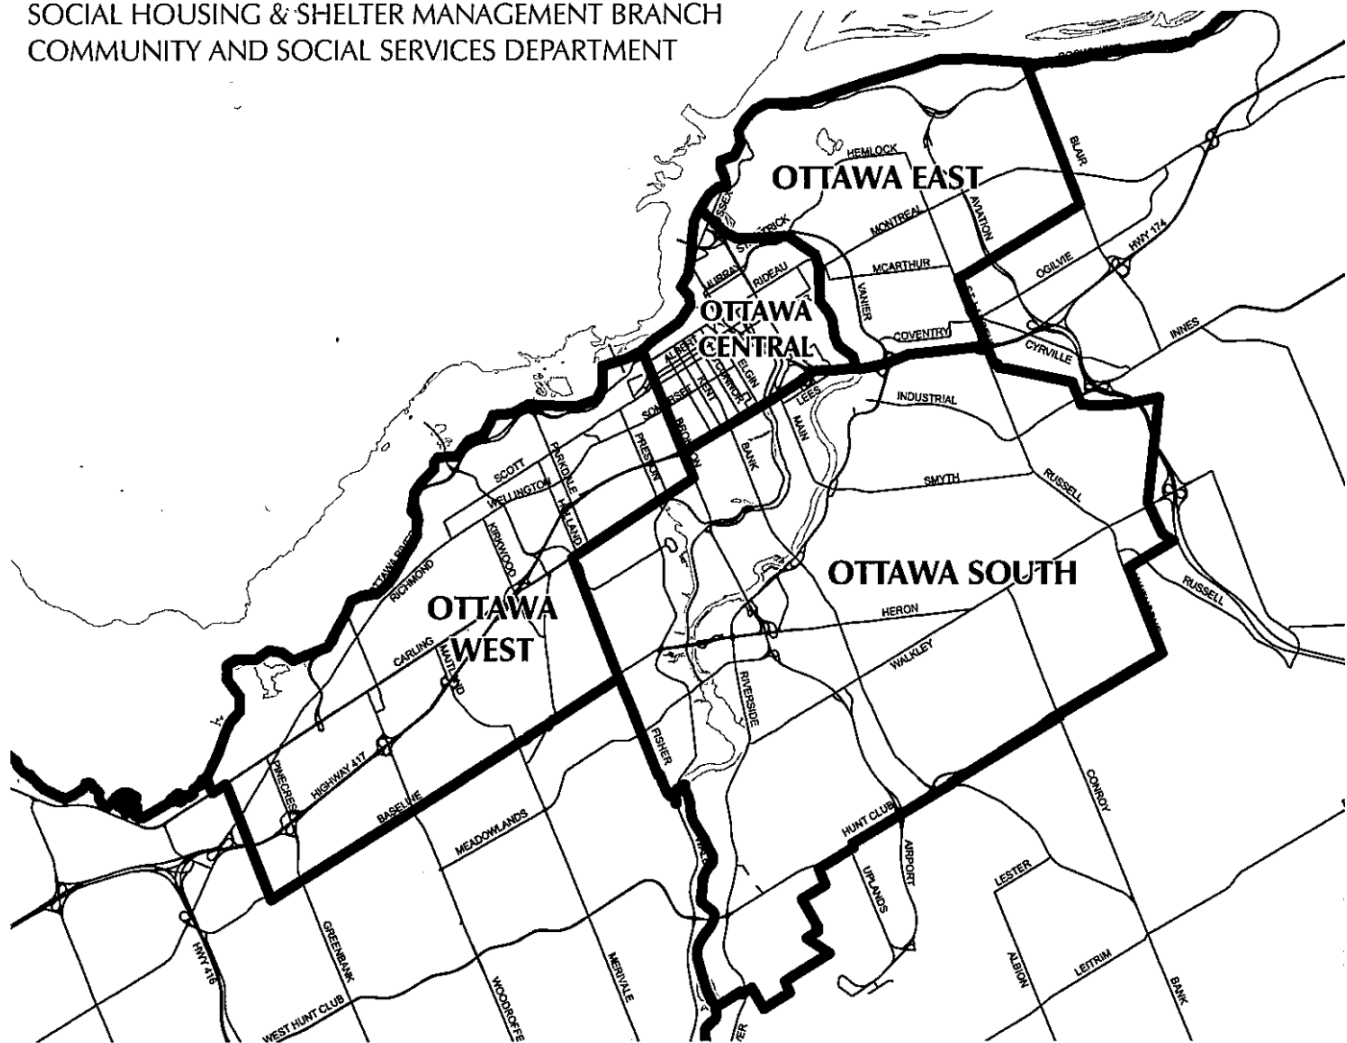 SOCIAL HOUSING & SHELTER MANAGEMENT BRANCH
COMMUNITY AND SOCIAL SERVICES DEPARTMENT
BLAIR
HEMLOCK
OTTAWA EAST
AVIATION
MONTREAL
HWY 174
OGILVIE
MCARTHUR
RIDEAU
VANIER
OTTAWA
CENTRAL
COVENTRY
INNES
CYRVILLE
ELGIN
KENT
LEES
INDUSTRIAL
MAIN
BANK
PRESTON
SCOTT
PARKDALE
WELLINGTON
HOLLAND
SMYTH
RUSSELL
KIRKWOOD
RICHMOND
OTTAWA SOUTH
RUSSELL
OTTAWA
WEST
HERON
CARLING
MAITLAND
WALKLEY
RIVERSIDE
FISHER
PINECREST
HIGHWAY 417
BASELINE
MEADOWLANDS
HUNT CLUB
CONROY
AIRPORT
UPLANDS
LESTER
GREENBANK
HWY 416
MERIVALE
ALBION
LEITRIM
WOODROFFE
BANK
WEST HUNT CLUB